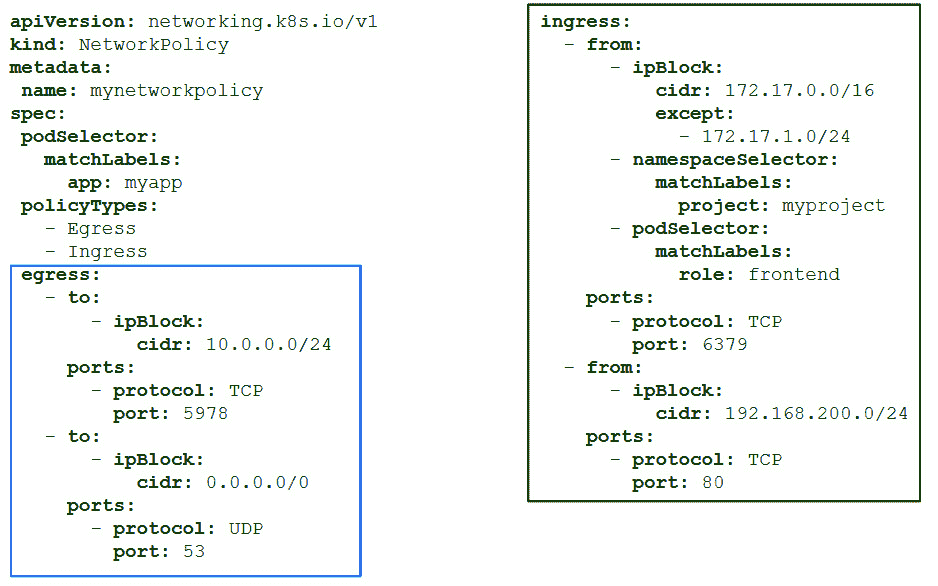 apiVersion: networking.k8s.io/v1
kind: NetworkPolicy
metadata:
 name: mynetworkpolicy
spec:
 podSelector:
   matchLabels:
     app: myapp
 policyTypes:
   - Egress
   - Ingress
 egress:
   - to:
       - ipBlock:
           cidr: 10.0.0.0/24
     ports:
       - protocol: TCP
         port: 5978
   - to:
       - ipBlock:
           cidr: 0.0.0.0/0
     ports:
       - protocol: UDP
         port: 53
ingress:
  - from:
      - ipBlock:
          cidr: 172.17.0.0/16
          except:
            - 172.17.1.0/24
      - namespaceSelector:
          matchLabels:
            project: myproject
      - podSelector:
          matchLabels:
            role: frontend
    ports:
      - protocol: TCP
        port: 6379
  - from:
      - ipBlock:
          cidr: 192.168.200.0/24
    ports:
      - protocol: TCP
        port: 80